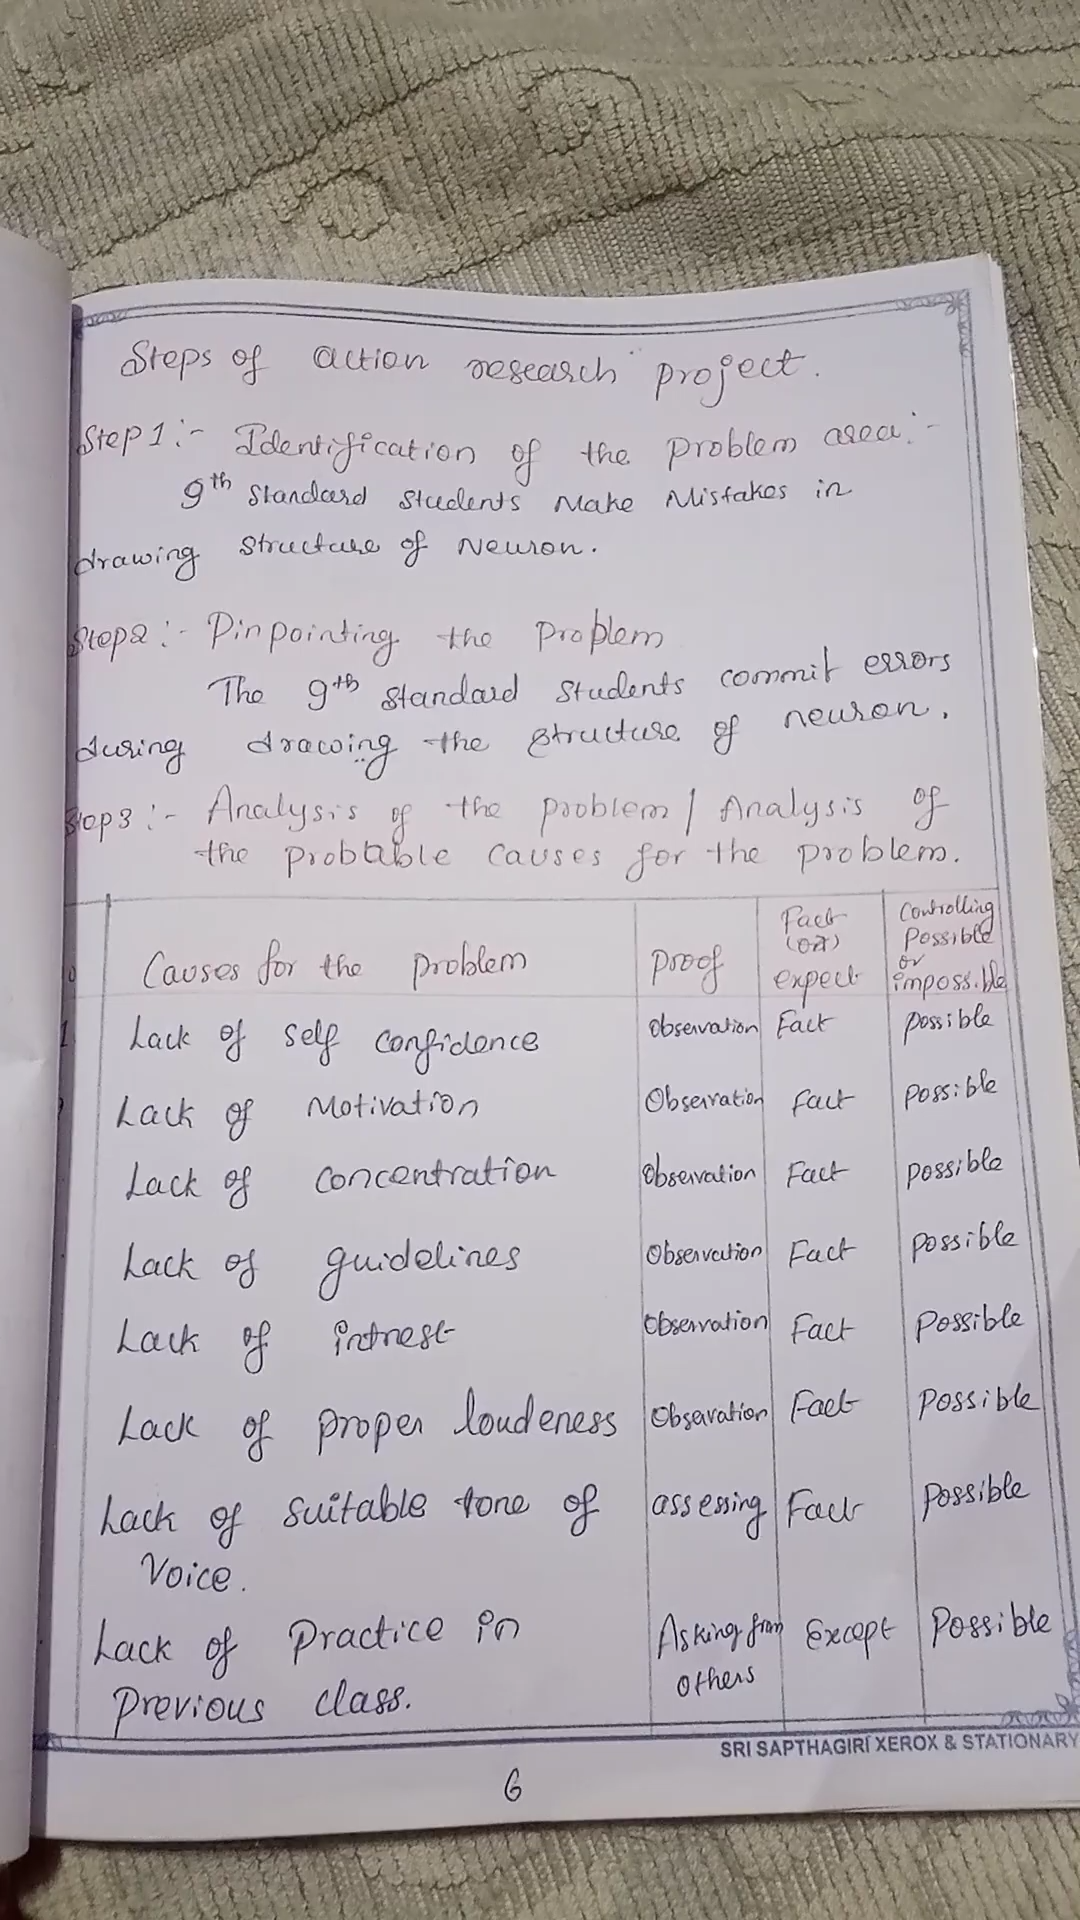 Steps of action research project.
Step 1 :- Identification of the Problem area :-
9th Standard Students Make Mistakes in
drawing Structure of Neuron.
Step2 :- Pinpointing the Problem
The 9th Standard Students commit errors
during drawing the structure of neuron.
Step3 :- Analysis of the problem / Analysis of
the probable causes for the problem.
Causes for the problem Proof Fact (or) expect Controlling Possible or impossible
1 Lack of self confidence Observation Fact possible
Lack of Motivation Observation Fact possible
Lack of concentration Observation Fact possible
Lack of guidelines Observation Fact possible
Lack of intrest Observation Fact possible
Lack of proper loudeness Obseravation Fact possible
Lack of suitable tone of assessing Fact possible
Voice.
Lack of Practice in Asking from Except Possible
Previous class. others
SRI SAPTHAGIRI XEROX & STATIONARY
6